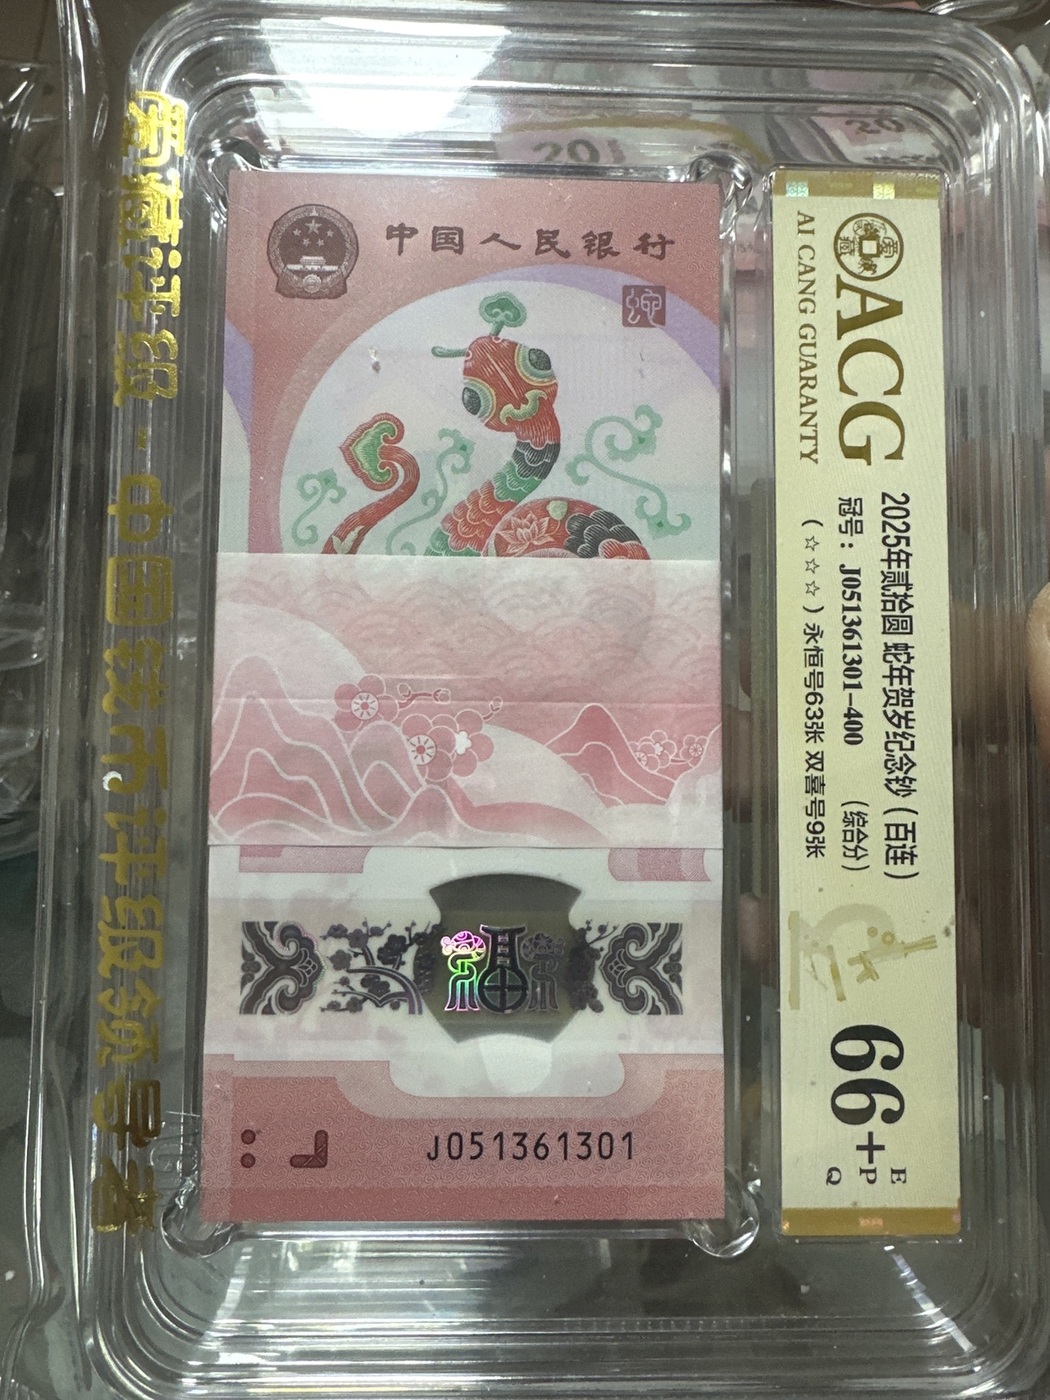 爱藏评级-中国钱币评级领导者
中国人民银行
蛇
J051361301
ACG
AI CANG GUARANTY
2025年贰拾圆 蛇年贺岁纪念钞(百连)
冠号:J051361301-400 (综合分)
(☆☆☆)永恒号63张 双喜号9张
66+
E
P
Q